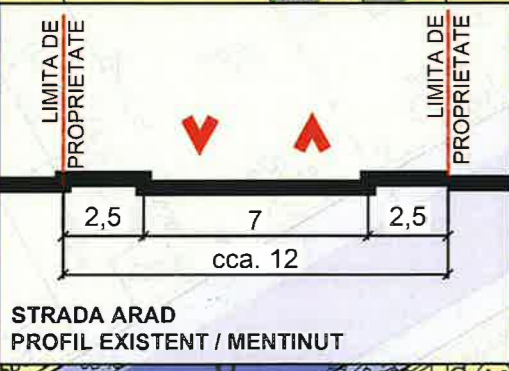 LIMITA DE
PROPRIETATE
LIMITA DE
PROPRIETATE
2,5
7
2,5
cca. 12
STRADA ARAD
PROFIL EXISTENT / MENTINUT